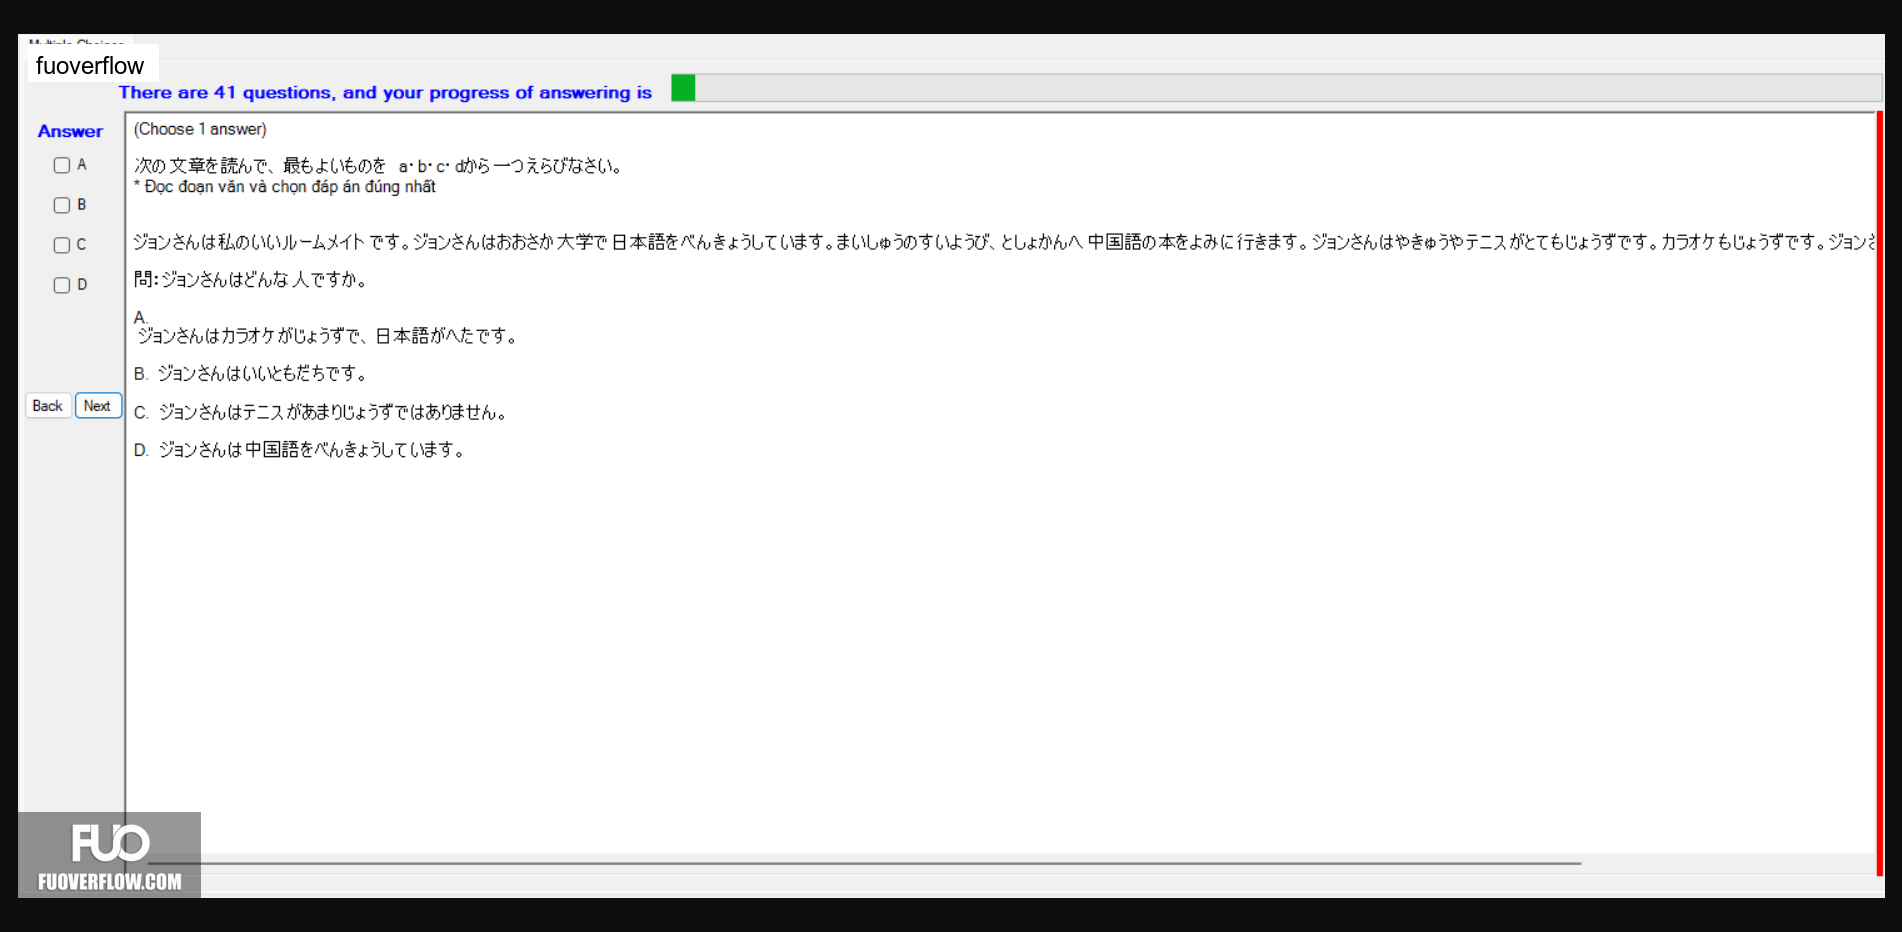 fuoverflow
There are 41 questions, and your progress of answering is
Answer
(Choose 1 answer)
A
次の文章を読んで、最もよいものを a・b・c・dから一つえらびなさい。
* Đọc đoạn văn và chọn đáp án đúng nhất
B
C
ジョンさんは私のいいルームメイトです。ジョンさんはおおさか大学で日本語をべんきょうしています。まいしゅうのすいようび、としょかんへ中国語の本をよみに行きます。ジョンさんはやきゅうやテニスがとてもじょうずです。カラオケもじょうずです。ジョンさ
D
問：ジョンさんはどんな人ですか。
A.
ジョンさんはカラオケがじょうずで、日本語がへたです。
B. ジョンさんはいいともだちです。
Back Next
C. ジョンさんはテニスがあまりじょうずではありません。
D. ジョンさんは中国語をべんきょうしています。
FUO
FUOVERFLOW.COM